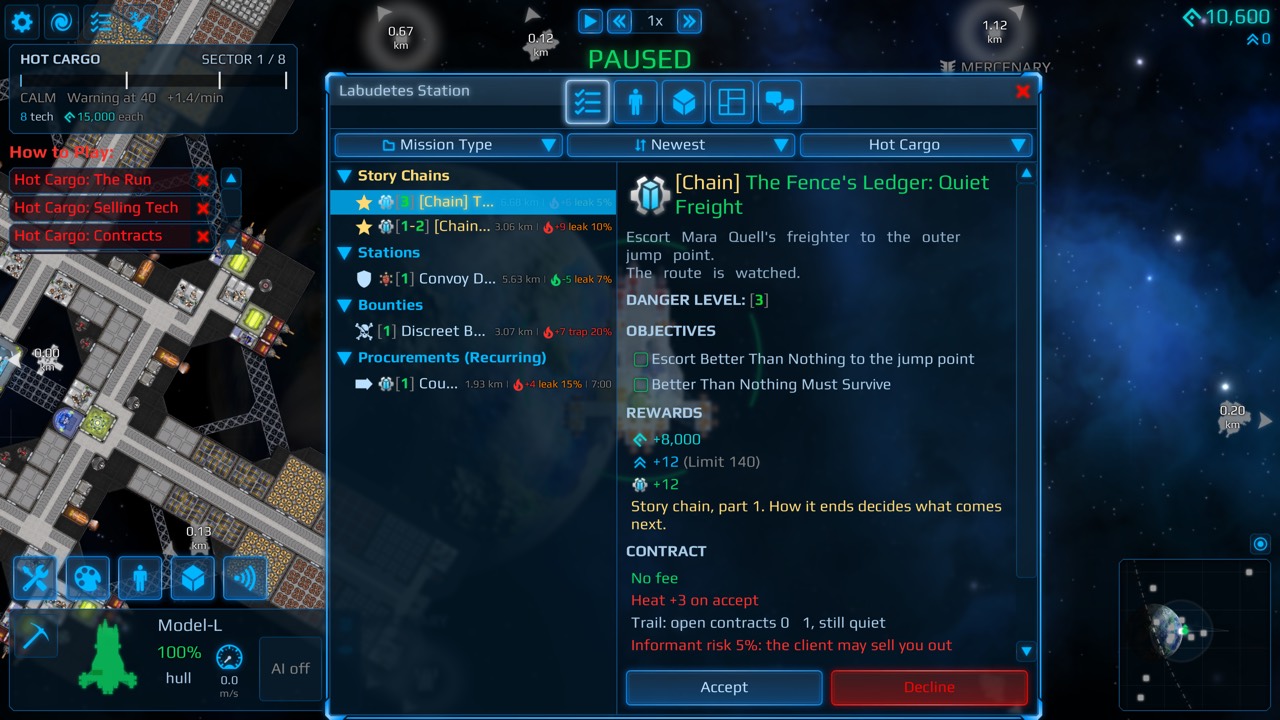 0.67
km
0.12
km
1x
PAUSED
1.12
km
MERCENARY
10,600
0
HOT CARGO
SECTOR 1 / 8
CALM Warning at 40 +1.4/min
8 tech 15,000 each
How to Play:
Hot Cargo: The Run
Hot Cargo: Selling Tech
Hot Cargo: Contracts
0.00
km
0.13
km
0.20
km
Model-L
100%
hull
0.0
m/s
AI off
Labudetes Station
Mission Type
Newest
Hot Cargo
Story Chains
[3] [Chain] T... leak 5%
[1-2] [Chain... 3.06 km | +9 leak 10%
Stations
[1] Convoy D... 5.63 km | -5 leak 7%
Bounties
[1] Discreet B... 3.07 km | +7 trap 20%
Procurements (Recurring)
[1] Cou... 1.93 km | +4 leak 15% | 7:00
[Chain] The Fence's Ledger: Quiet
Freight
Escort Mara Quell's freighter to the outer
jump point.
The route is watched.
DANGER LEVEL: [3]
OBJECTIVES
Escort Better Than Nothing to the jump point
Better Than Nothing Must Survive
REWARDS
+8,000
+12 (Limit 140)
+12
Story chain, part 1. How it ends decides what comes
next.
CONTRACT
No fee
Heat +3 on accept
Trail: open contracts 0 1, still quiet
Informant risk 5%: the client may sell you out
Accept
Decline